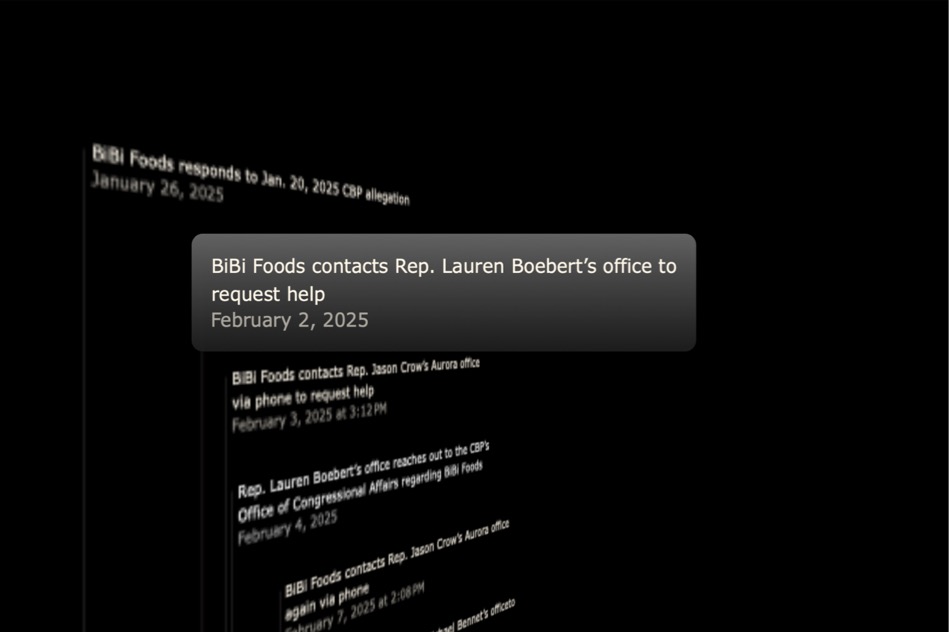 BiBi Foods responds to Jan. 20, 2025 CBP allegation
January 26, 2025
BiBi Foods contacts Rep. Lauren Boebert’s office to
request help
February 2, 2025
BiBi Foods contacts Rep. Jason Crow’s Aurora office
via phone to request help
February 3, 2025 at 3:12 PM
Rep. Lauren Boebert’s office reaches out to the CBP’s
Office of Congressional Affairs regarding BiBi Foods
February 4, 2025
BiBi Foods contacts Rep. Jason Crow’s Aurora office
again via phone
February 7, 2025 at 2:08 PM
Bennet’s officeto